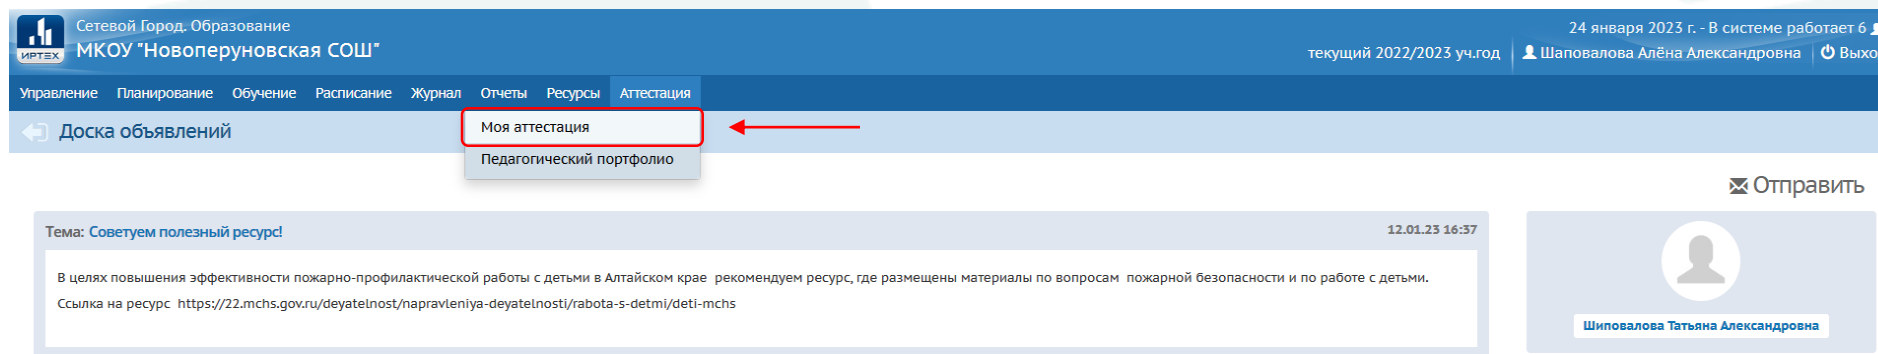 Сетевой Город. Образование
МКОУ "Новоперуновская СОШ"
ИРТЕХ
24 января 2023 г. - В системе работает 6
текущий 2022/2023 уч.год
Шаповалова Алёна Александровна
Выхо
Управление Планирование Обучение Расписание Журнал Отчеты Ресурсы Аттестация
Доска объявлений
Моя аттестация
Педагогический портфолио
Отправить
Тема: Советуем полезный ресурс!
12.01.23 16:37
В целях повышения эффективности пожарно-профилактической работы с детьми в Алтайском крае рекомендуем ресурс, где размещены материалы по вопросам пожарной безопасности и по работе с детьми.
Ссылка на ресурс https://22.mchs.gov.ru/deyatelnost/napravleniya-deyatelnosti/rabota-s-detmi/deti-mchs
Шиповалова Татьяна Александровна